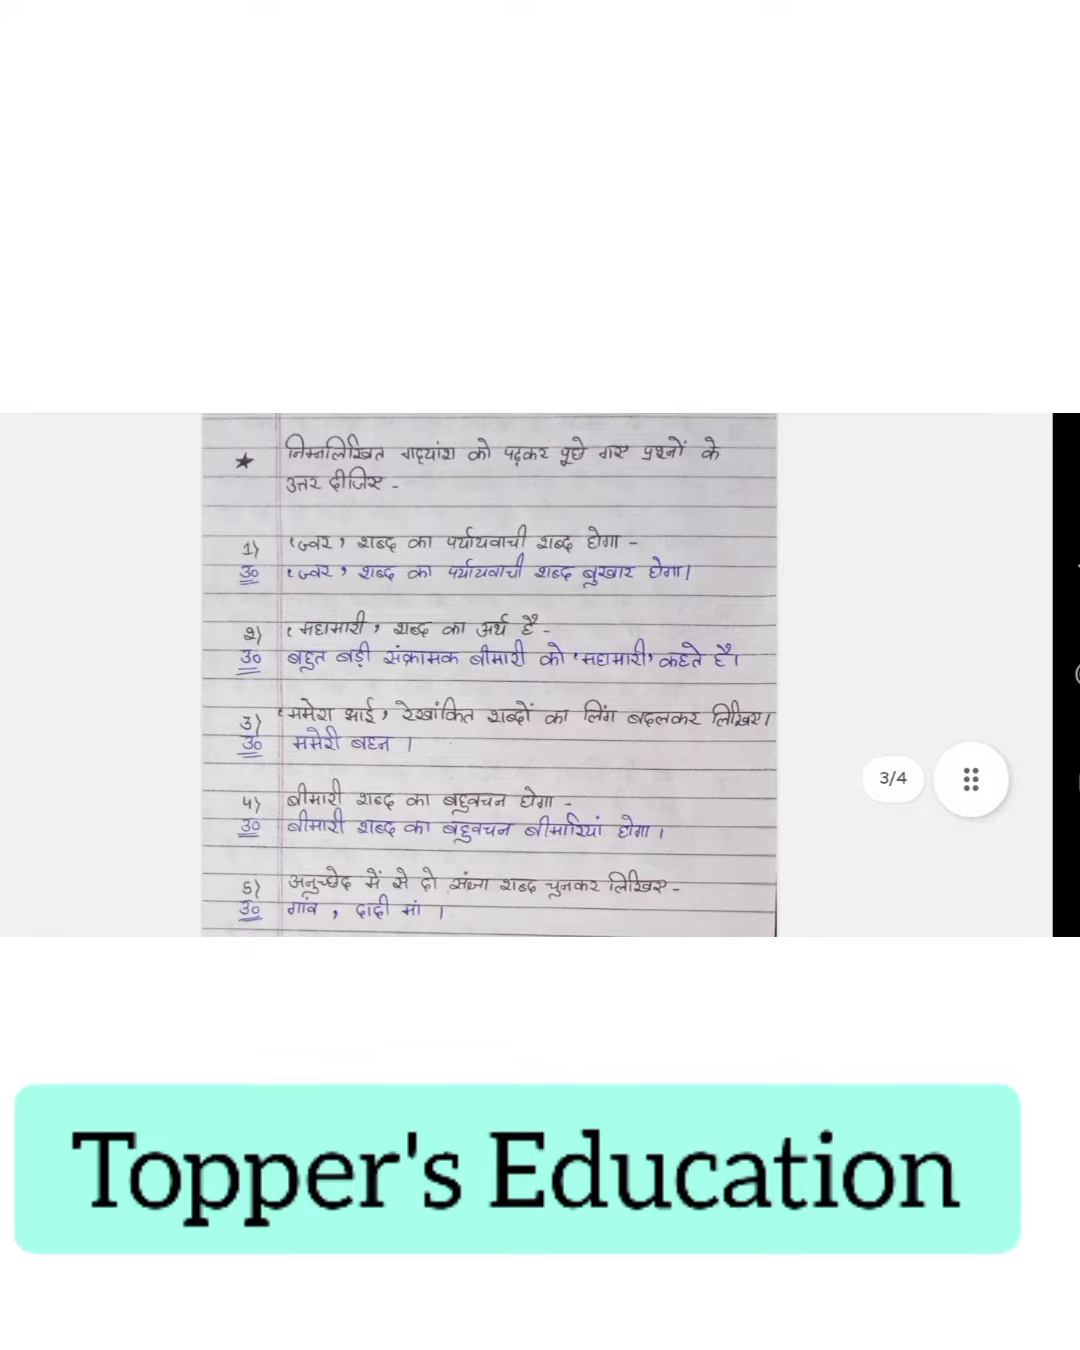 ★ निम्नलिखित गद्यांश को पढ़कर पूछे गए प्रश्नों के
उत्तर दीजिए -
1) 'ज्वर' शब्द का पर्यायवाची शब्द होगा -
उ० 'ज्वर' शब्द का पर्यायवाची शब्द बुखार होगा।
2) 'महामारी' शब्द का अर्थ है -
उ० बहुत बड़ी संक्रामक बीमारी को 'महामारी' कहते है।
3) 'ममेरा भाई' रेखांकित शब्दों का लिंग बदलकर लिखिए।
उ० ममेरी बहन ।
4) बीमारी शब्द का बहुवचन होगा -
उ० बीमारी शब्द का बहुवचन बीमारियां होगा ।
5) अनुच्छेद में से दो संज्ञा शब्द चुनकर लिखिए -
उ० गांव , दादी मां ।
3/4
Topper's Education